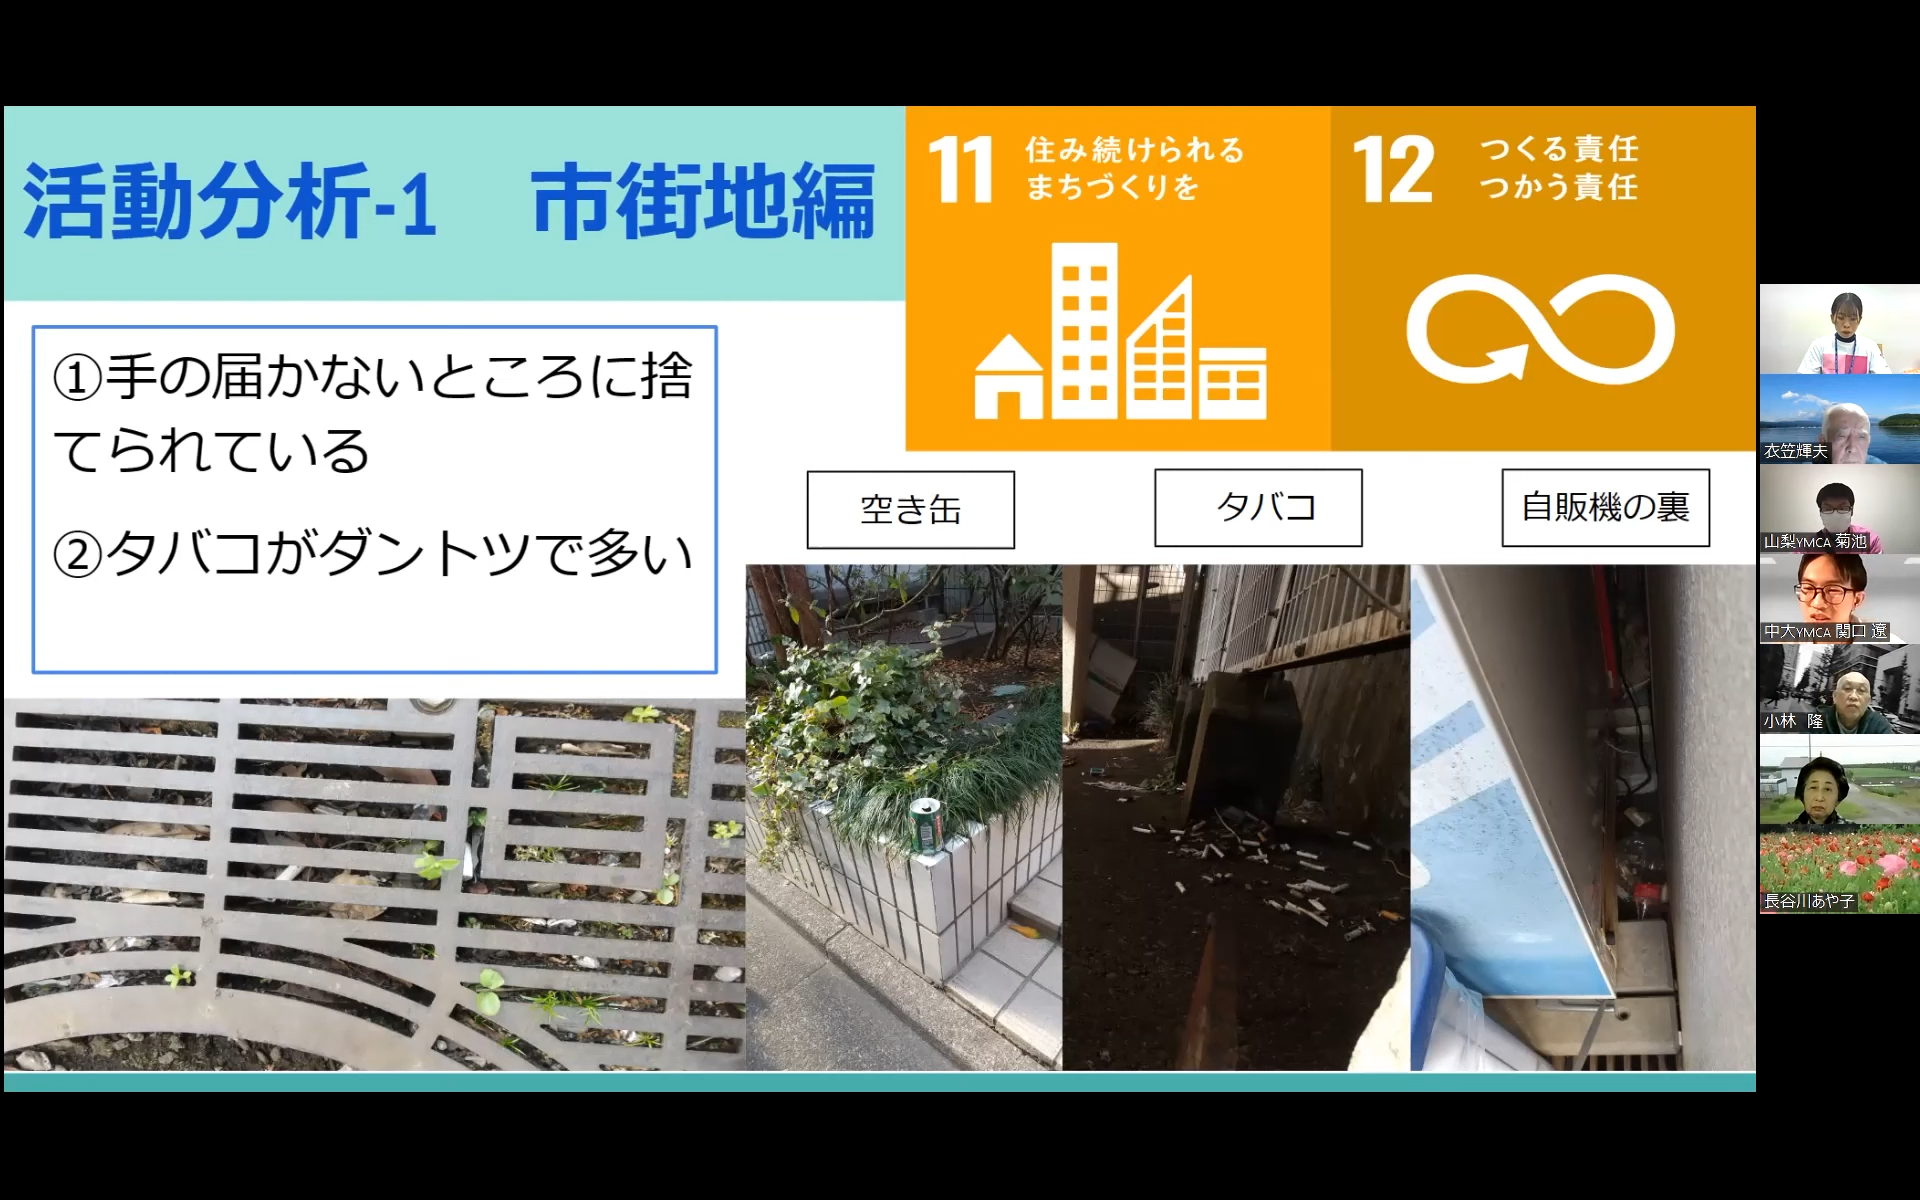 活動分析-1　市街地編
11
住み続けられる
まちづくりを
12
つくる責任
つかう責任
①手の届かないところに捨
てられている
②タバコがダントツで多い
空き缶
タバコ
自販機の裏
衣笠輝夫
山梨YMCA 菊池
中大YMCA 関口 遼
小林　隆
長谷川あや子